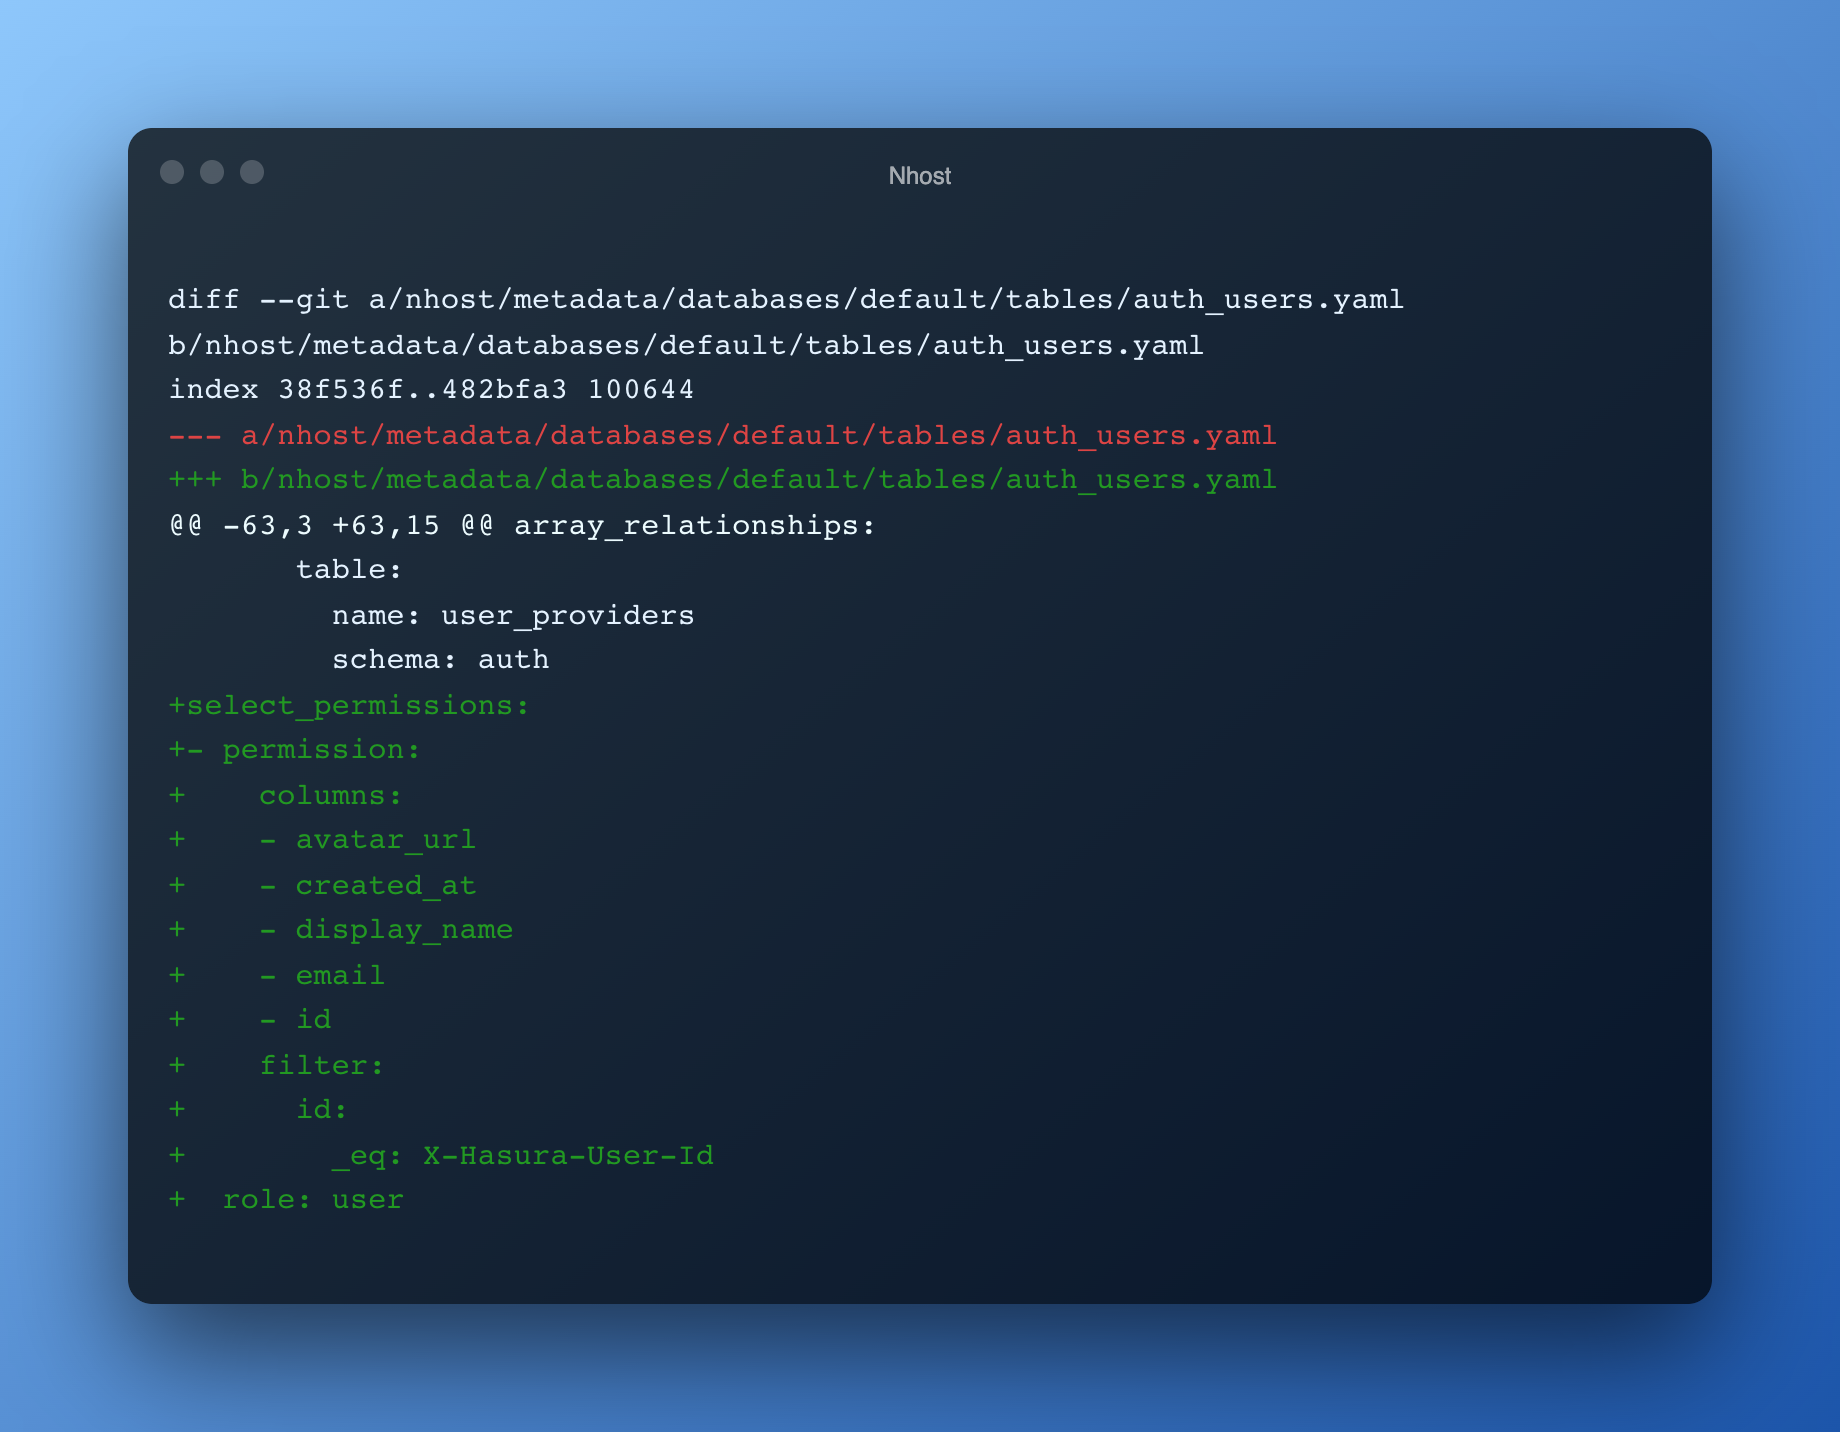 Nhost
diff --git a/nhost/metadata/databases/default/tables/auth_users.yaml
b/nhost/metadata/databases/default/tables/auth_users.yaml
index 38f536f..482bfa3 100644
--- a/nhost/metadata/databases/default/tables/auth_users.yaml
+++ b/nhost/metadata/databases/default/tables/auth_users.yaml
@@ -63,3 +63,15 @@ array_relationships:
       table:
         name: user_providers
         schema: auth
+select_permissions:
+- permission:
+    columns:
+    - avatar_url
+    - created_at
+    - display_name
+    - email
+    - id
+    filter:
+      id:
+        _eq: X-Hasura-User-Id
+  role: user